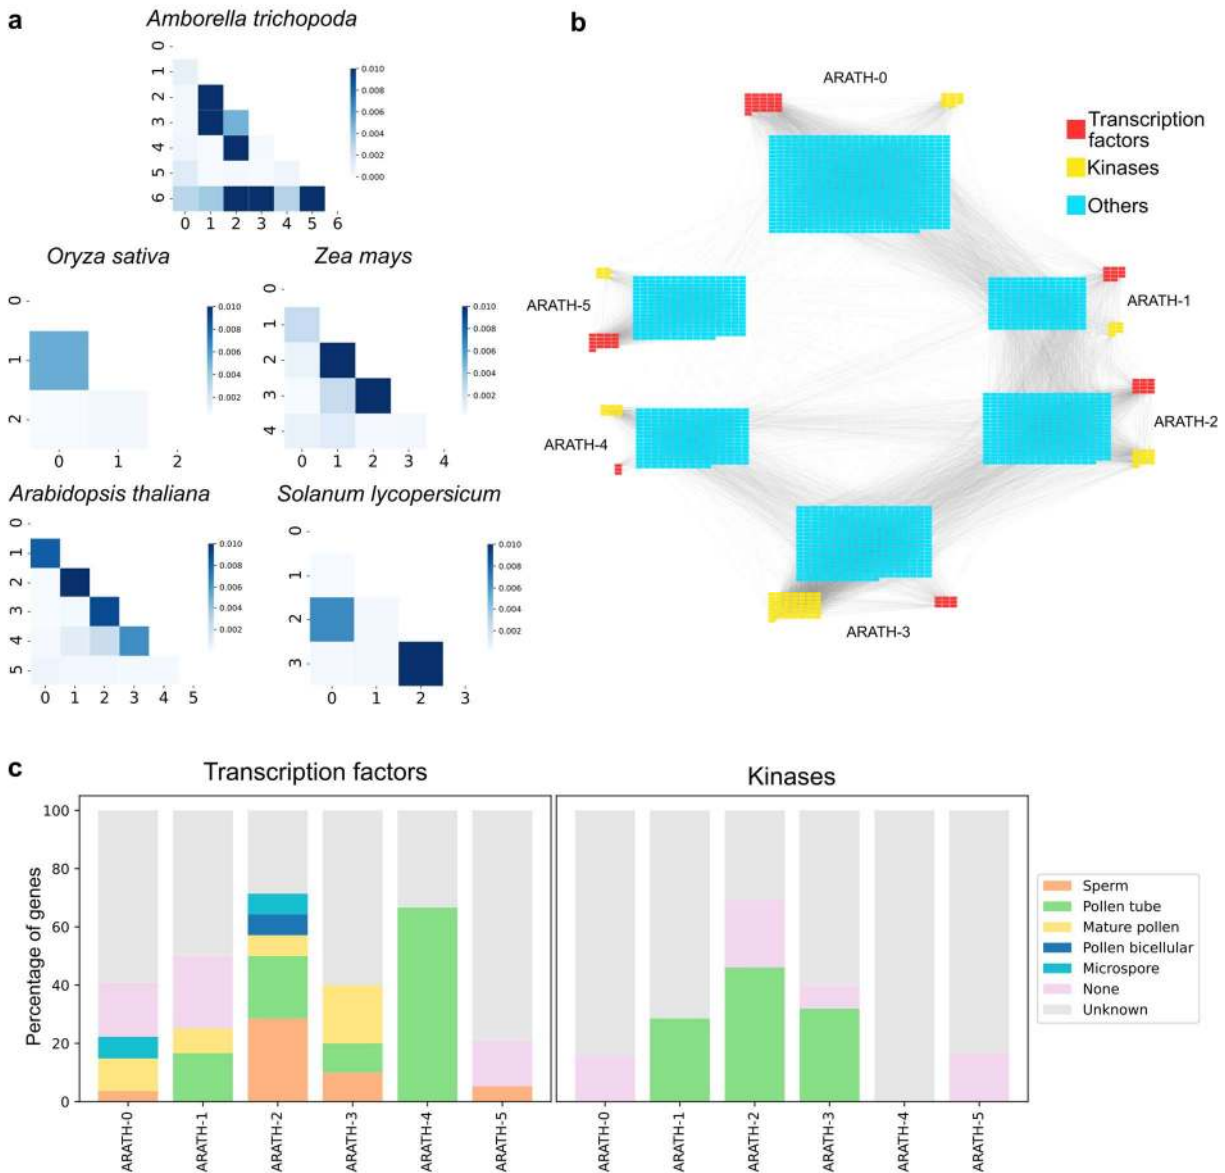 a
Amborella trichopoda
0
1
2
3
4
5
6
0 1 2 3 4 5 6
0.010
0.008
0.006
0.004
0.002
0.000
Oryza sativa
0
1
2
0 1 2
0.010
0.008
0.006
0.004
0.002
Zea mays
0
1
2
3
4
0 1 2 3 4
0.010
0.008
0.006
0.004
0.002
Arabidopsis thaliana
0
1
2
3
4
5
0 1 2 3 4 5
0.010
0.008
0.006
0.004
0.002
Solanum lycopersicum
0
1
2
3
0 1 2 3
0.010
0.008
0.006
0.004
0.002
b
ARATH-0
ARATH-1
ARATH-2
ARATH-3
ARATH-4
ARATH-5
Transcription
factors
Kinases
Others
c
Transcription factors
Kinases
Percentage of genes
100
80
60
40
20
0
ARATH-0
ARATH-1
ARATH-2
ARATH-3
ARATH-4
ARATH-5
ARATH-0
ARATH-1
ARATH-2
ARATH-3
ARATH-4
ARATH-5
Sperm
Pollen tube
Mature pollen
Pollen bicellular
Microspore
None
Unknown